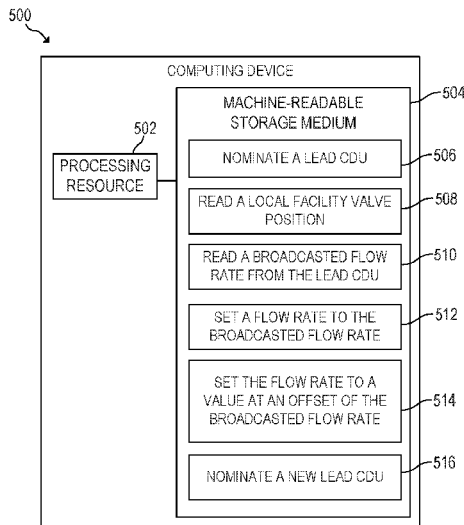 500
COMPUTING DEVICE
MACHINE-READABLE
STORAGE MEDIUM
504
502
PROCESSING
RESOURCE
NOMINATE A LEAD CDU
506
READ A LOCAL FACILITY VALVE
POSITION
508
READ A BROADCASTED FLOW
RATE FROM THE LEAD CDU
510
SET A FLOW RATE TO THE
BROADCASTED FLOW RATE
512
SET THE FLOW RATE TO A
VALUE AT AN OFFSET OF THE
BROADCASTED FLOW RATE
514
NOMINATE A NEW LEAD CDU
516